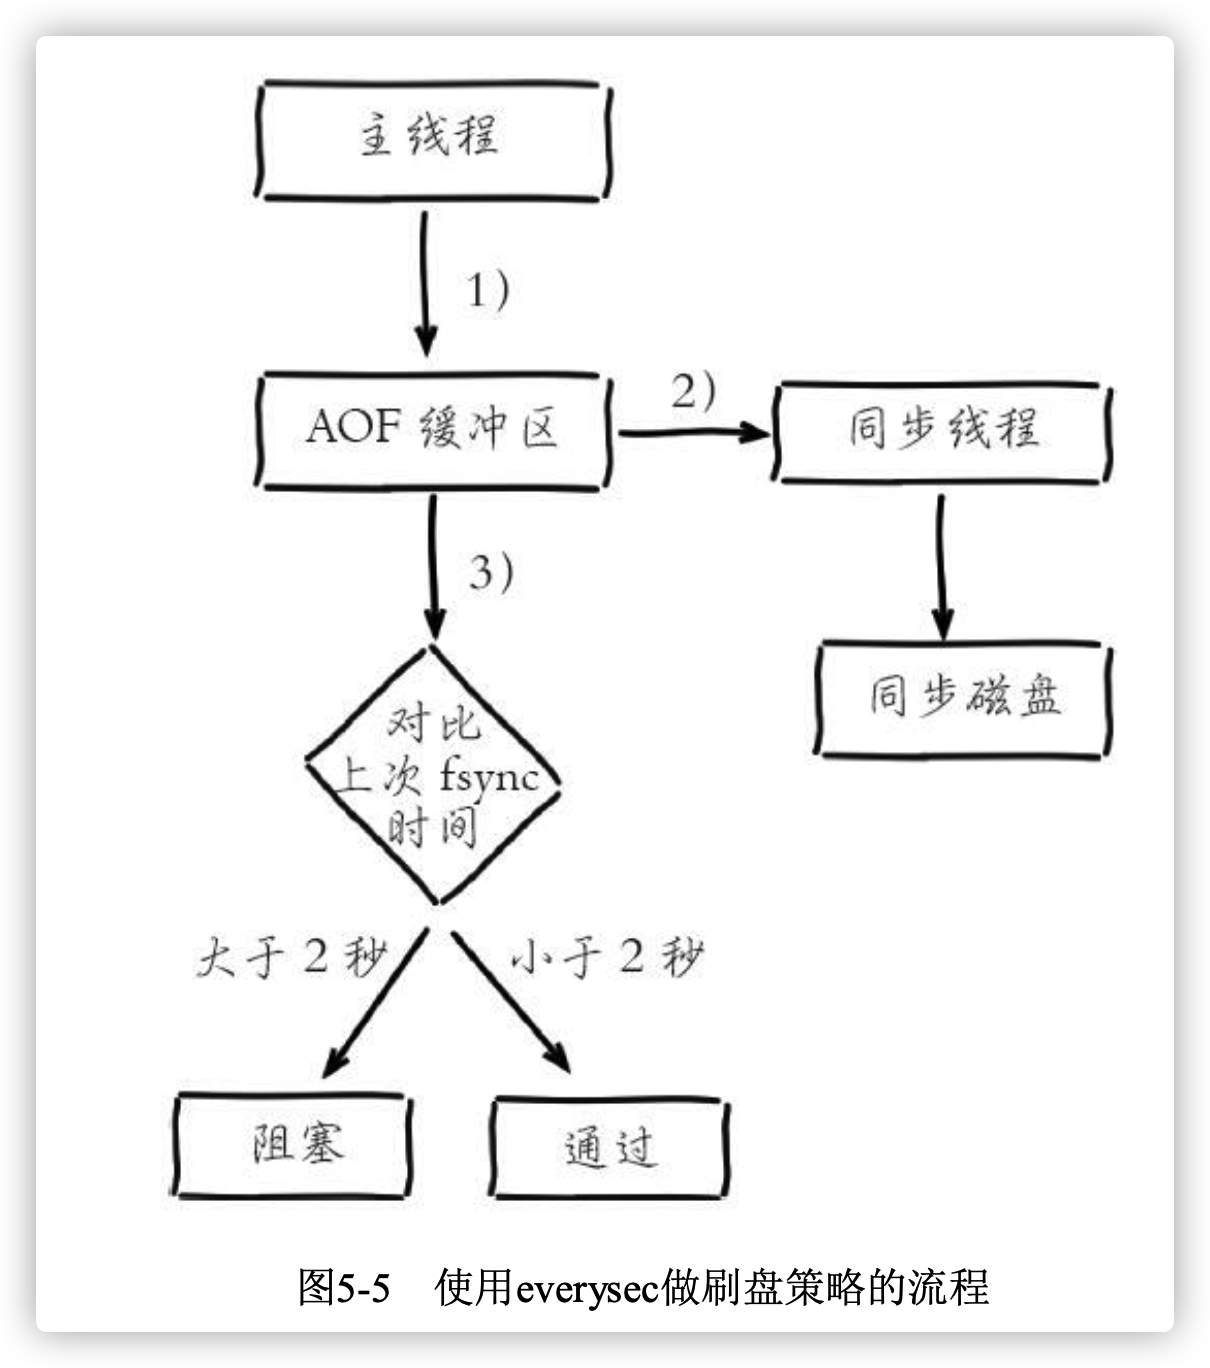 主线程
1)
AOF 缓冲区
2)
同步线程
3)
同步磁盘
对比
上次 fsync
时间
大于 2 秒
小于 2 秒
阻塞
通过
图5-5 使用everysec做刷盘策略的流程